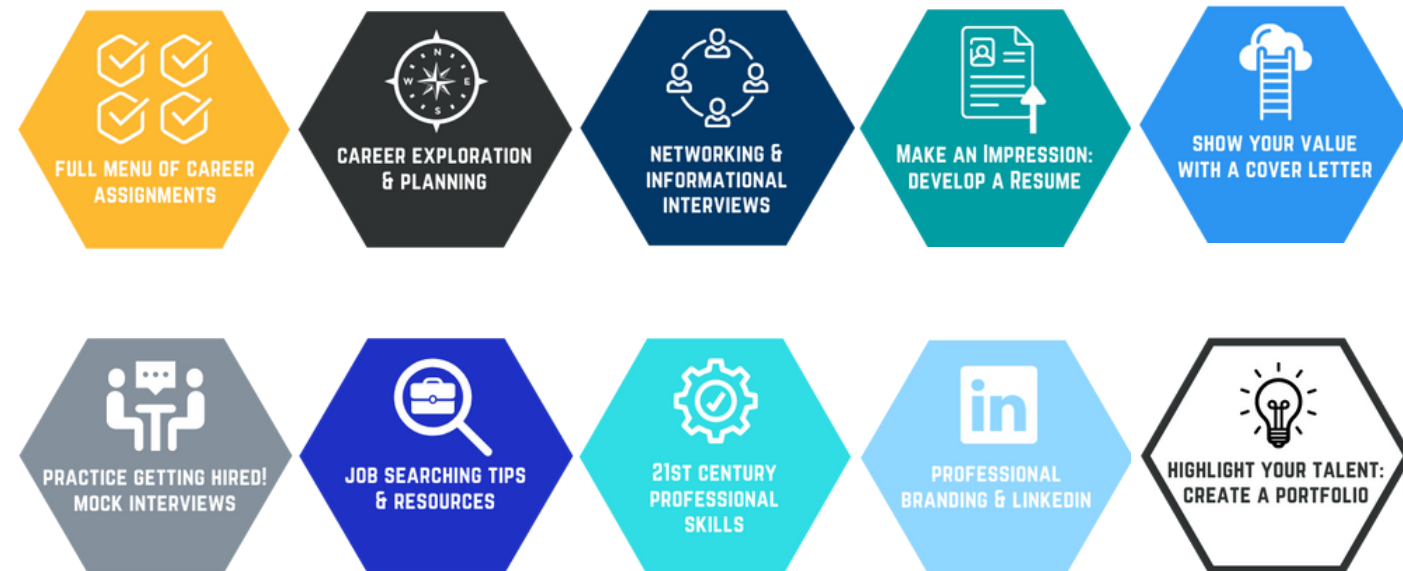 N
W
E
S
FULL MENU OF CAREER
ASSIGNMENTS
CAREER EXPLORATION
& PLANNING
NETWORKING &
INFORMATIONAL
INTERVIEWS
MAKE AN IMPRESSION:
DEVELOP A RESUME
SHOW YOUR VALUE
WITH A COVER LETTER
PRACTICE GETTING HIRED!
MOCK INTERVIEWS
JOB SEARCHING TIPS
& RESOURCES
21ST CENTURY
PROFESSIONAL
SKILLS
in
PROFESSIONAL
BRANDING & LINKEDIN
HIGHLIGHT YOUR TALENT:
CREATE A PORTFOLIO